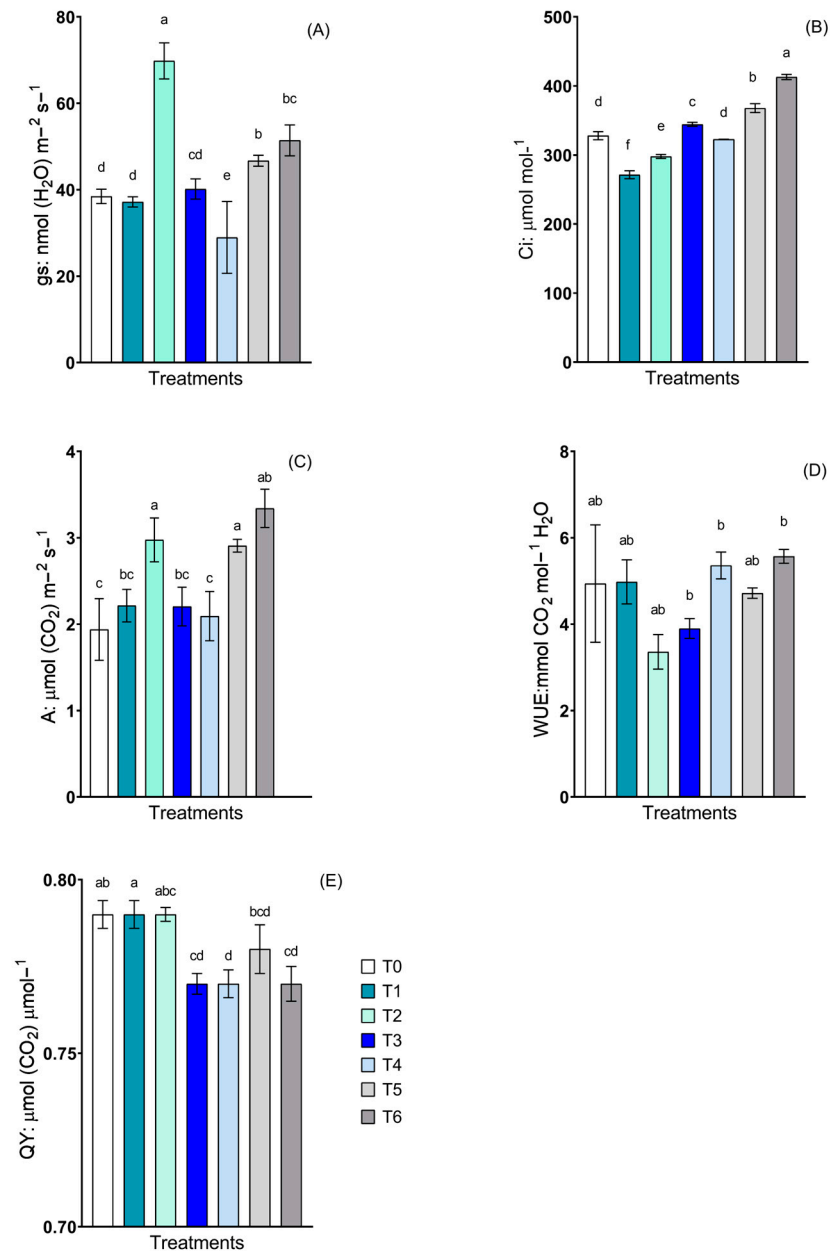 (A)
gs: nmol (H₂O) m−² s−¹
80
60
40
20
0
d
d
a
cd
e
b
bc
Treatments
(B)
Ci: μmol mol-¹
500
400
300
200
100
0
d
f
e
c
d
b
a
Treatments
(C)
A: μmol (CO₂) m−² s−¹
4
3
2
1
0
c
bc
a
bc
c
a
ab
Treatments
(D)
WUE:mmol CO₂ mol−¹ H₂O
8
6
4
2
0
ab
ab
ab
b
b
ab
b
Treatments
(E)
QY: μmol (CO₂) μmol−¹
0.80
0.75
0.70
ab
a
abc
cd
d
bcd
cd
Treatments
T0
T1
T2
T3
T4
T5
T6